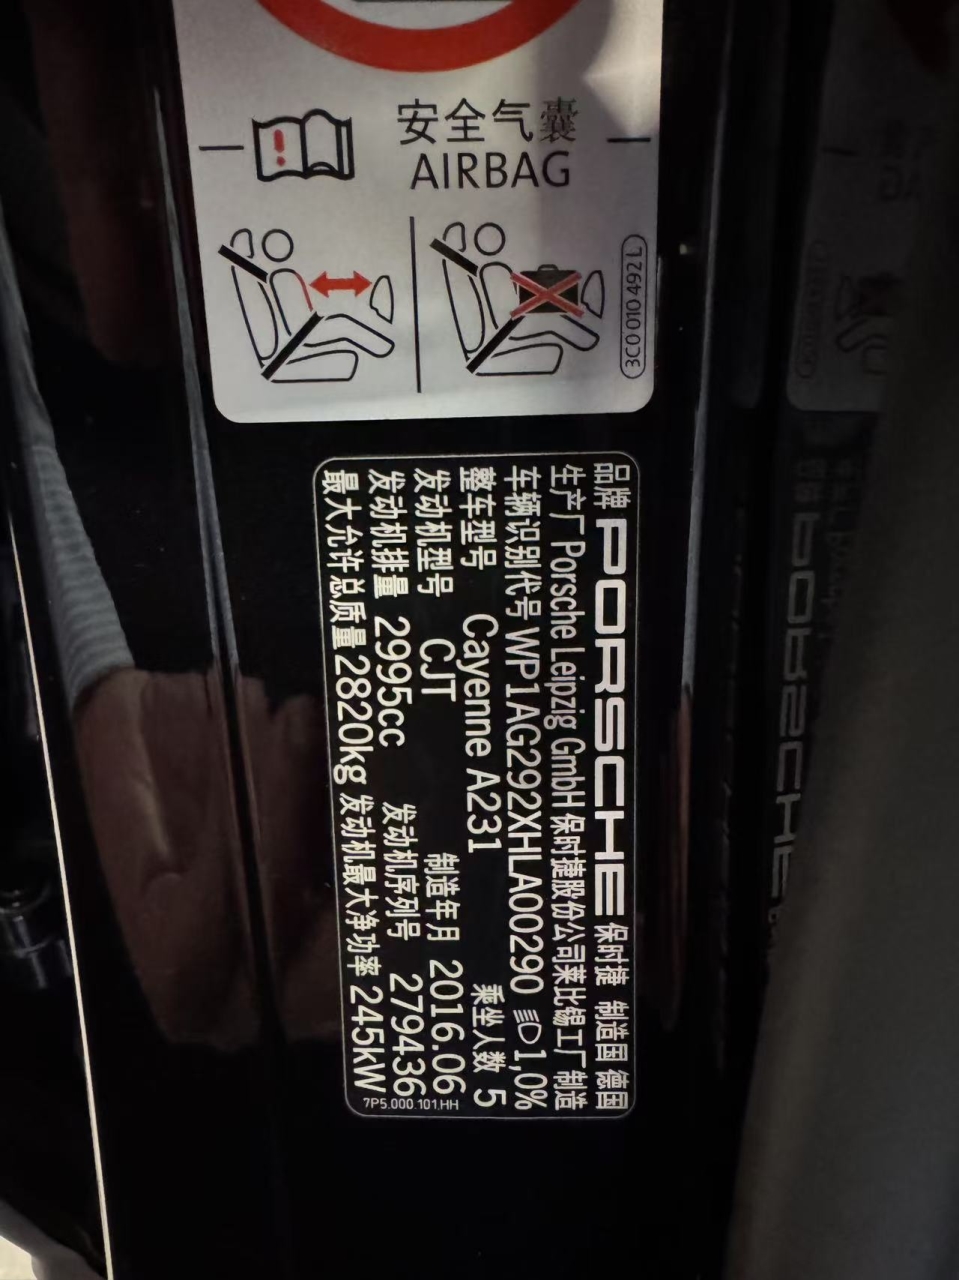 安全气囊
AIRBAG
3C0 010 492 L
品牌 PORSCHE 保时捷 制造国 德国
生产厂 Porsche Leipzig GmbH 保时捷股份公司莱比锡工厂 制造
车辆识别代号 WP1AG292XHLA00290 1,0%
整车型号 Cayenne A231 乘坐人数 5
发动机型号 CJT 制造年月 2016.06
发动机排量 2995cc 发动机序列号 279436
最大允许总质量 2820kg 发动机最大净功率 245kW
7P5.000.101.HH